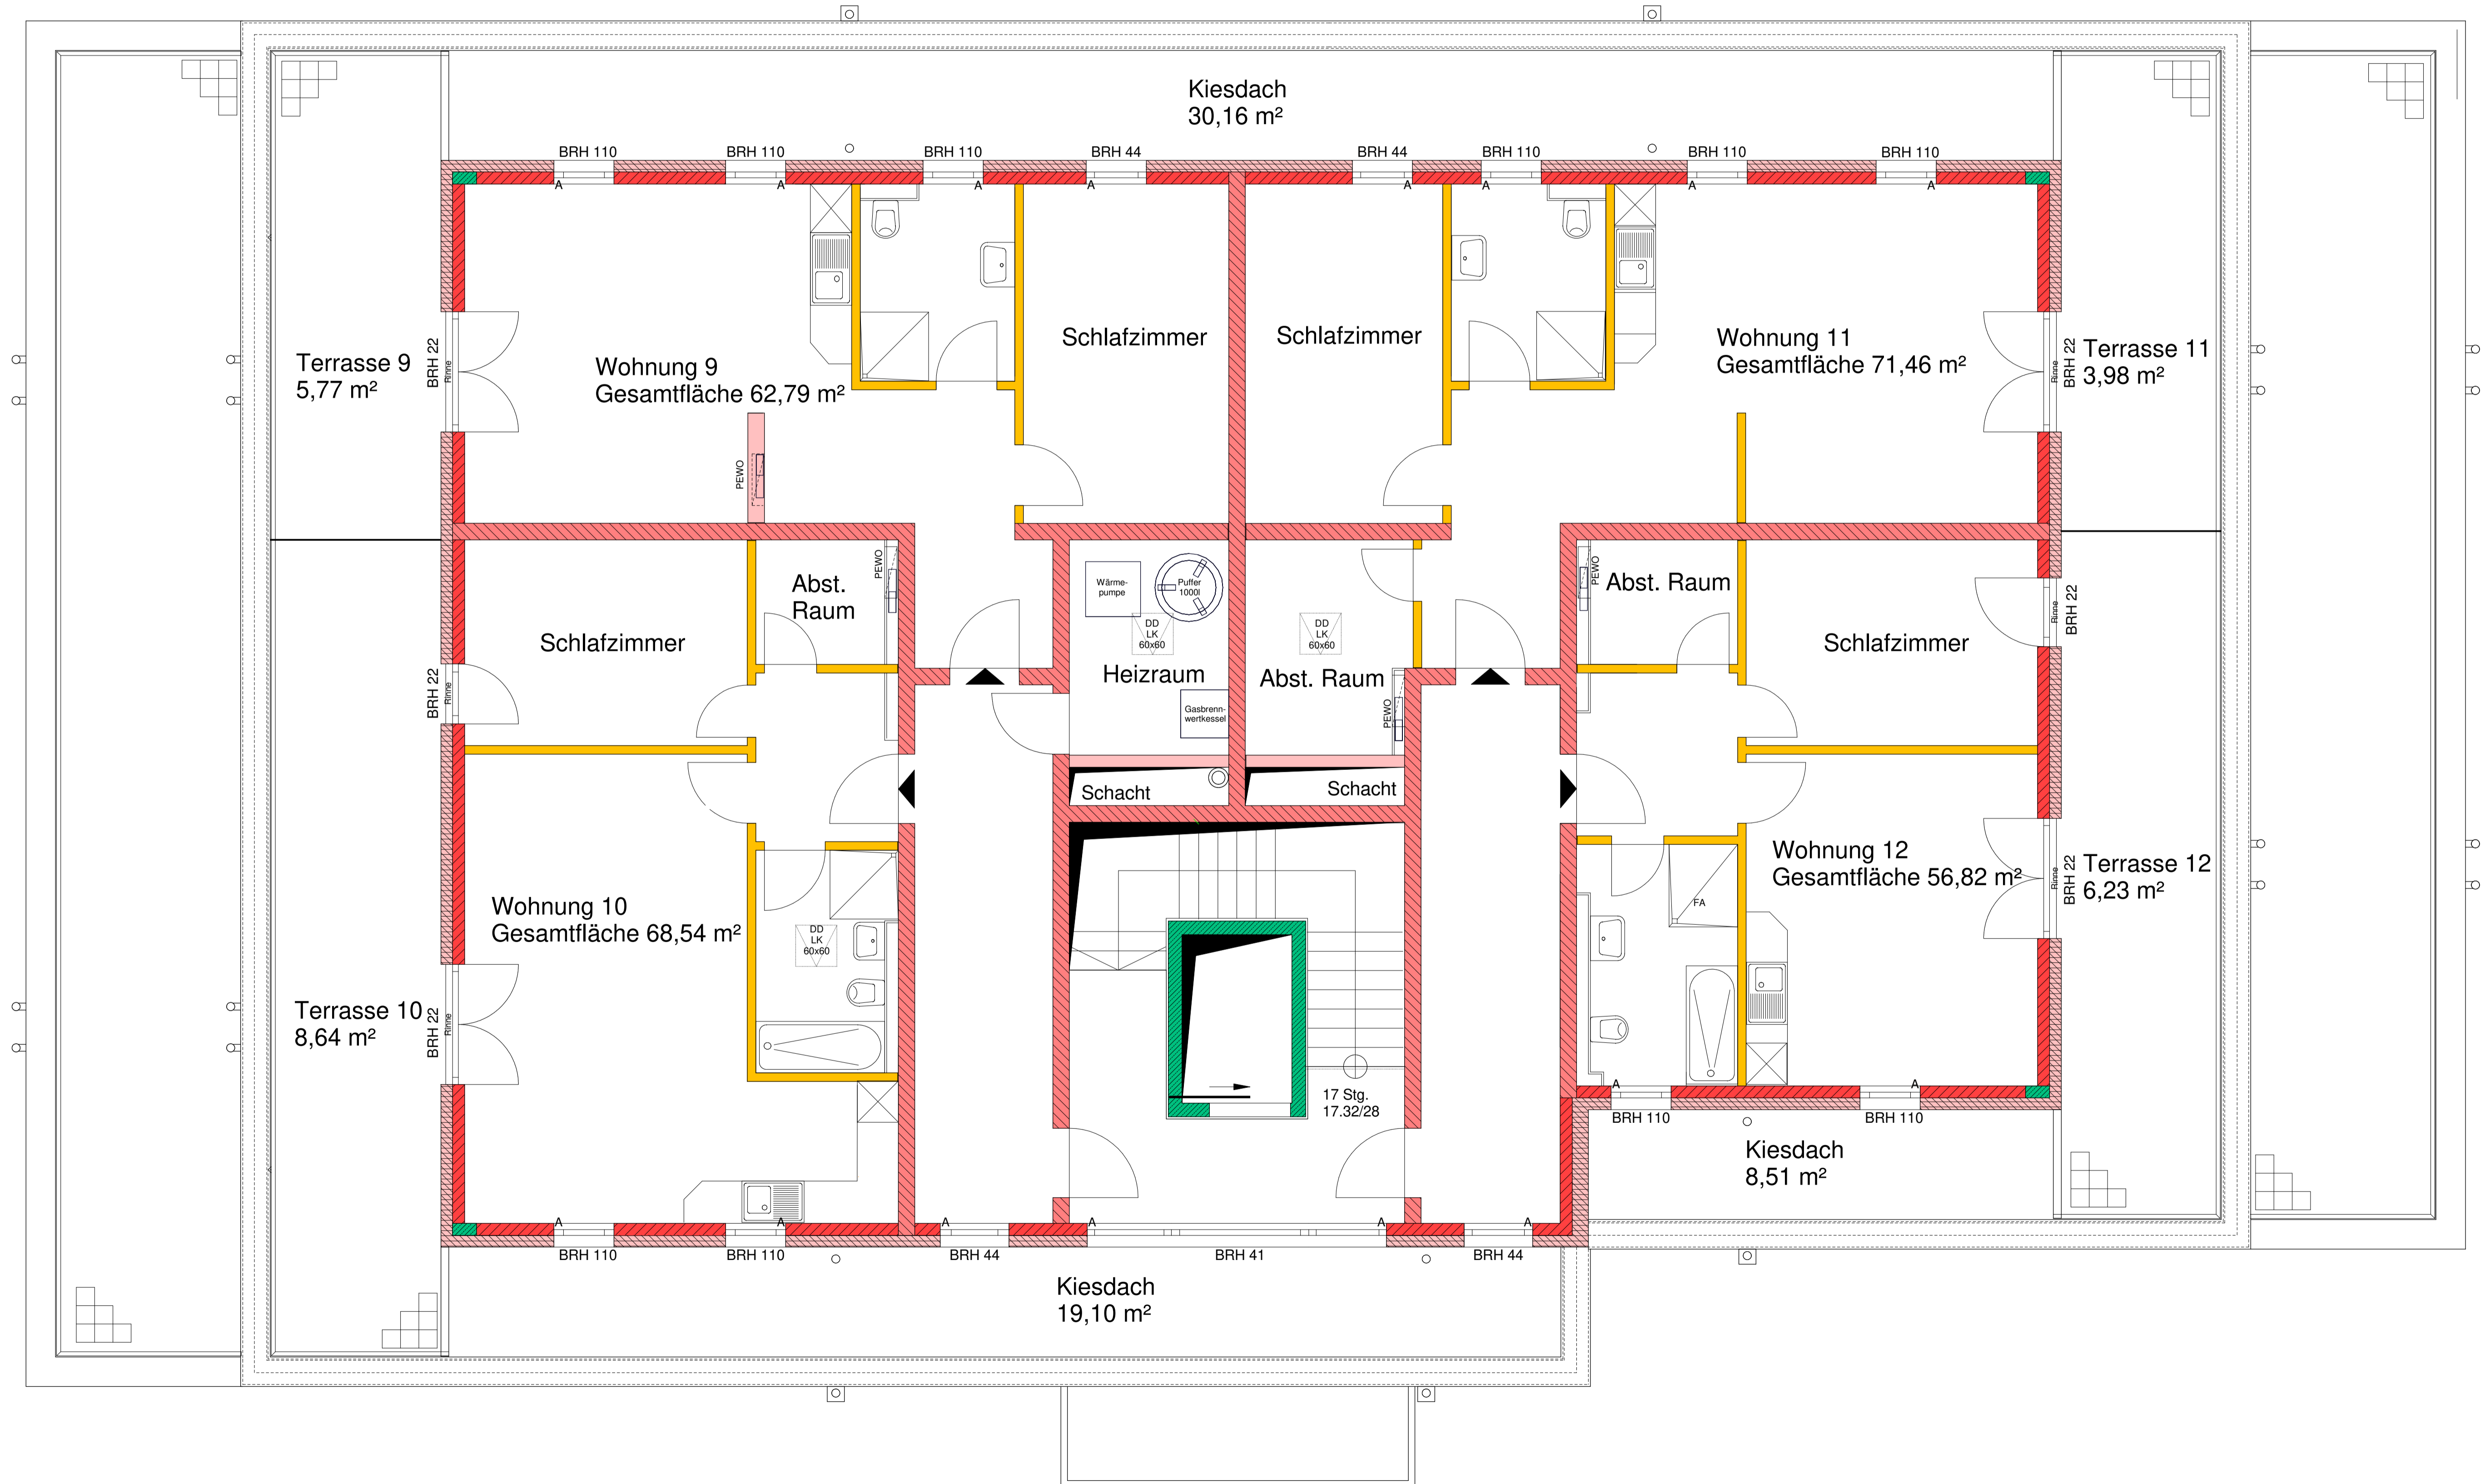 Kiesdach
30,16 m²
BRH 110
BRH 110
BRH 110
BRH 44
BRH 44
BRH 110
BRH 110
BRH 110
A
A
A
A
A
A
A
A
Terrasse 9
5,77 m²
BRH 22
Rinne
Wohnung 9
Gesamtfläche 62,79 m²
PEWO
Schlafzimmer
Schlafzimmer
Wohnung 11
Gesamtfläche 71,46 m²
BRH 22
Rinne
Terrasse 11
3,98 m²
Schlafzimmer
Abst.
Raum
PEWO
Wärme-
pumpe
Puffer
1000l
DD
LK
60x60
Heizraum
Gasbrenn-
wertkessel
DD
LK
60x60
Abst. Raum
PEWO
PEWO
Abst. Raum
Schlafzimmer
BRH 22
Rinne
BRH 22
Rinne
Schacht
Schacht
Wohnung 10
Gesamtfläche 68,54 m²
DD
LK
60x60
FA
Wohnung 12
Gesamtfläche 56,82 m²
BRH 22
Rinne
Terrasse 12
6,23 m²
Terrasse 10
8,64 m²
BRH 22
Rinne
17 Stg.
17.32/28
A
A
BRH 110
BRH 110
Kiesdach
8,51 m²
A
A
A
A
A
A
BRH 110
BRH 110
BRH 44
BRH 41
BRH 44
Kiesdach
19,10 m²